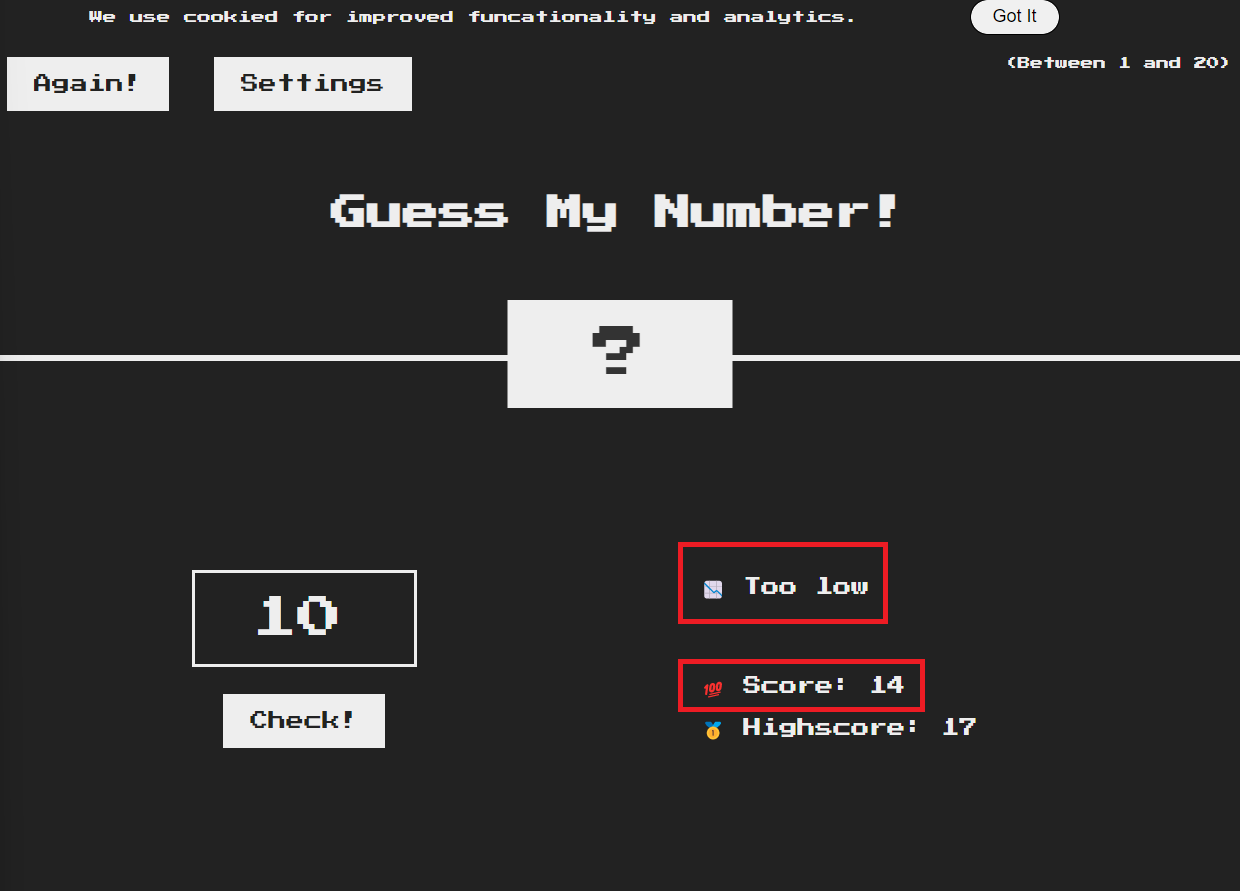 We use cookied for improved funcationality and analytics.
Got It
(Between 1 and 20)
Again!
Settings
Guess My Number!
?
10
Check!
📉 Too low
💯 Score: 14
🥇 Highscore: 17